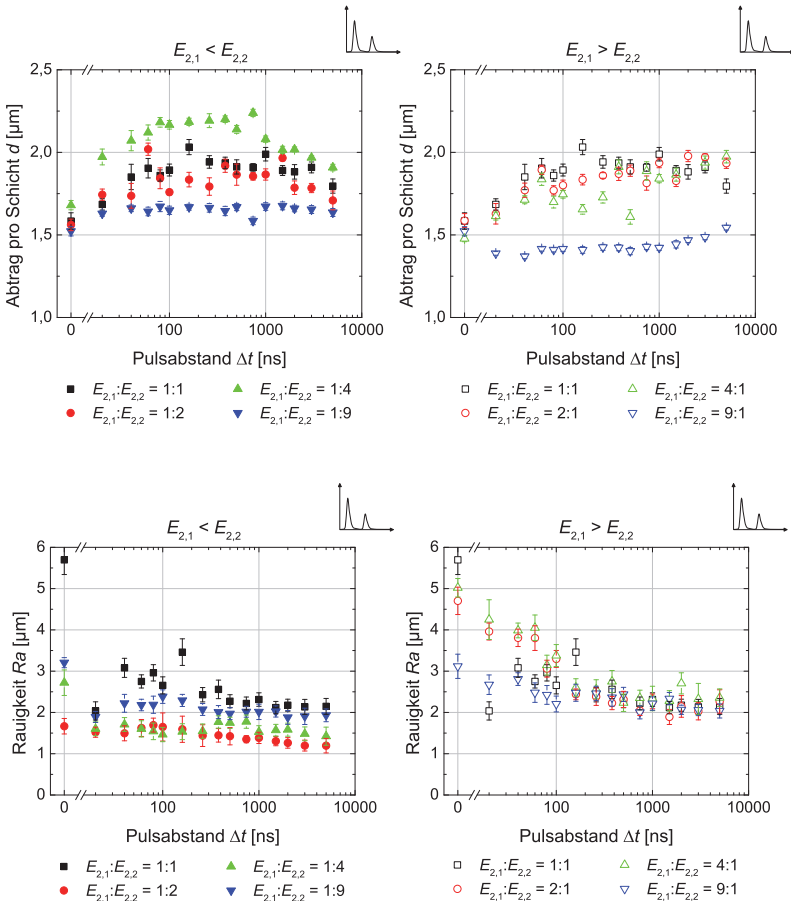 E2,1 < E2,2
2,5
2,0
1,5
1,0
Abtrag pro Schicht d [µm]
0 100 1000 10000
Pulsabstand Δt [ns]
E2,1:E2,2 = 1:1
E2,1:E2,2 = 1:4
E2,1:E2,2 = 1:2
E2,1:E2,2 = 1:9
E2,1 > E2,2
2,5
2,0
1,5
1,0
Abtrag pro Schicht d [µm]
0 100 1000 10000
Pulsabstand Δt [ns]
E2,1:E2,2 = 1:1
E2,1:E2,2 = 4:1
E2,1:E2,2 = 2:1
E2,1:E2,2 = 9:1
E2,1 < E2,2
6
5
4
3
2
1
0
Rauigkeit Ra [µm]
0 100 1000 10000
Pulsabstand Δt [ns]
E2,1:E2,2 = 1:1
E2,1:E2,2 = 1:4
E2,1:E2,2 = 1:2
E2,1:E2,2 = 1:9
E2,1 > E2,2
6
5
4
3
2
1
0
Rauigkeit Ra [µm]
0 100 1000 10000
Pulsabstand Δt [ns]
E2,1:E2,2 = 1:1
E2,1:E2,2 = 4:1
E2,1:E2,2 = 2:1
E2,1:E2,2 = 9:1